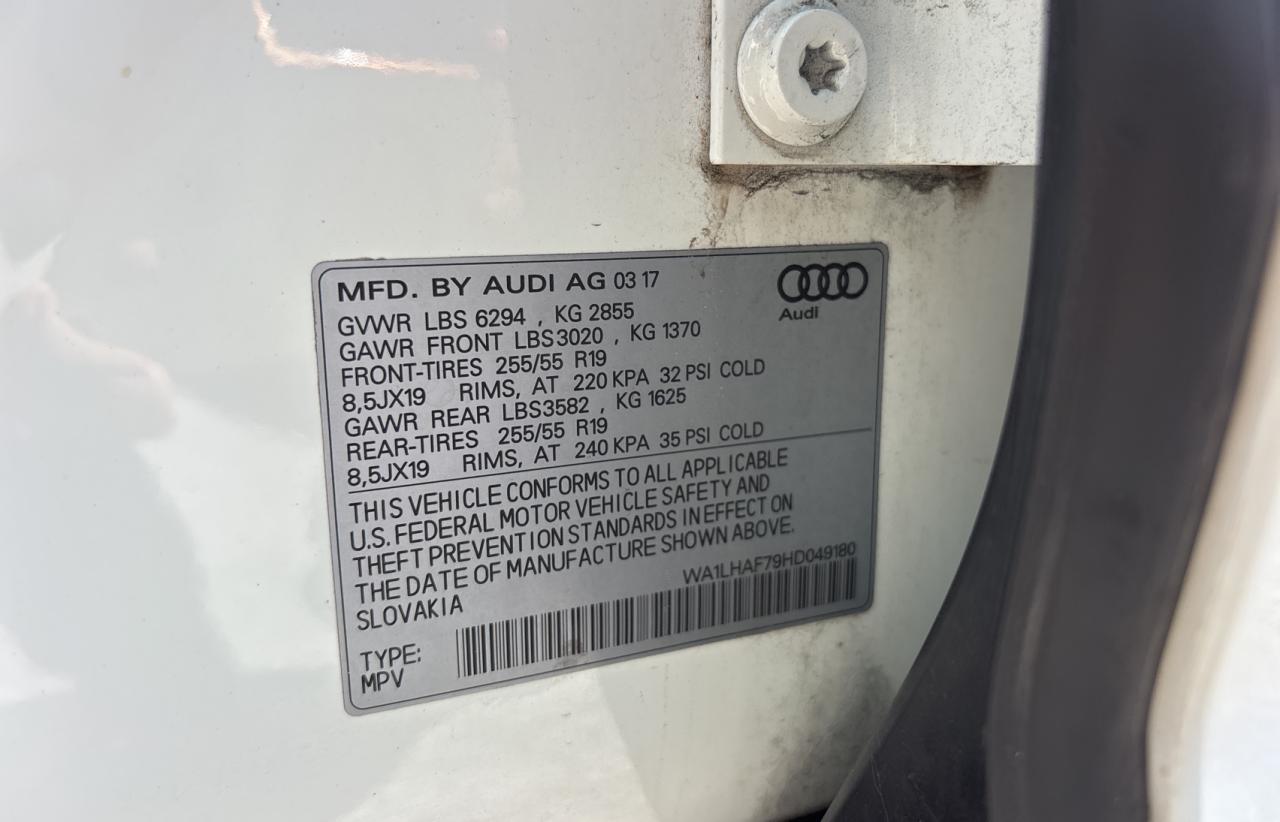 MFD. BY AUDI AG 03 17
Audi
GVWR LBS 6294 , KG 2855
GAWR FRONT LBS3020 , KG 1370
FRONT-TIRES 255/55 R19
8,5JX19 RIMS, AT 220 KPA 32 PSI COLD
GAWR REAR LBS3582 , KG 1625
REAR-TIRES 255/55 R19
8,5JX19 RIMS, AT 240 KPA 35 PSI COLD
THIS VEHICLE CONFORMS TO ALL APPLICABLE
U.S. FEDERAL MOTOR VEHICLE SAFETY AND
THEFT PREVENTION STANDARDS IN EFFECT ON
THE DATE OF MANUFACTURE SHOWN ABOVE.
SLOVAKIA
WA1LHAF79HD049180
TYPE:
MPV